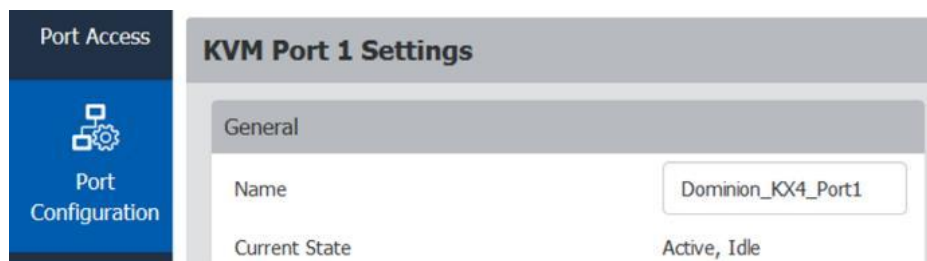 Port Access
Port
Configuration
KVM Port 1 Settings
General
Name Dominion_KX4_Port1
Current State Active, Idle